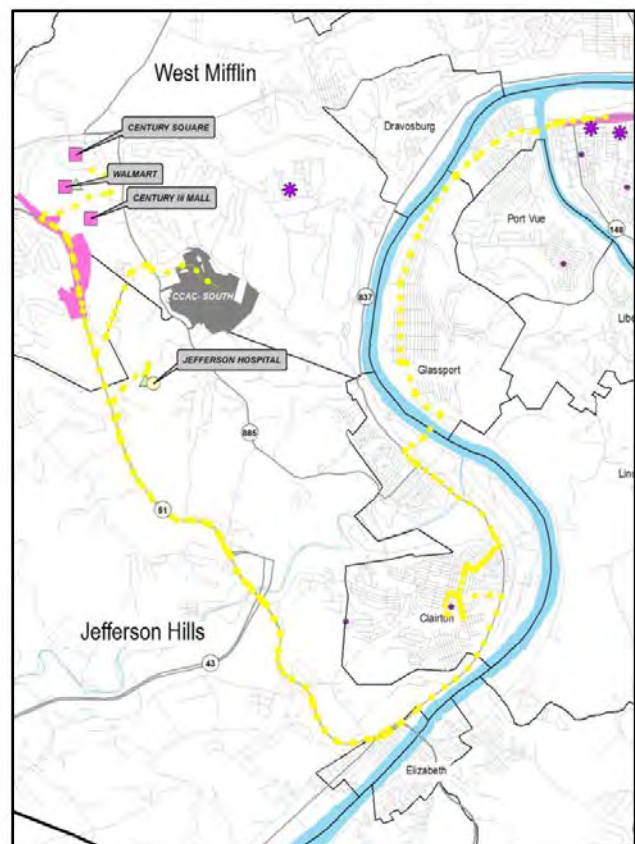 West Mifflin
CENTURY SQUARE
Dravosburg
WALMART
CENTURY III MALL
Port Vue
148
CCAC- SOUTH
837
Libe
JEFFERSON HOSPITAL
Glassport
885
51
Clairton
Jefferson Hills
43
Elizabeth